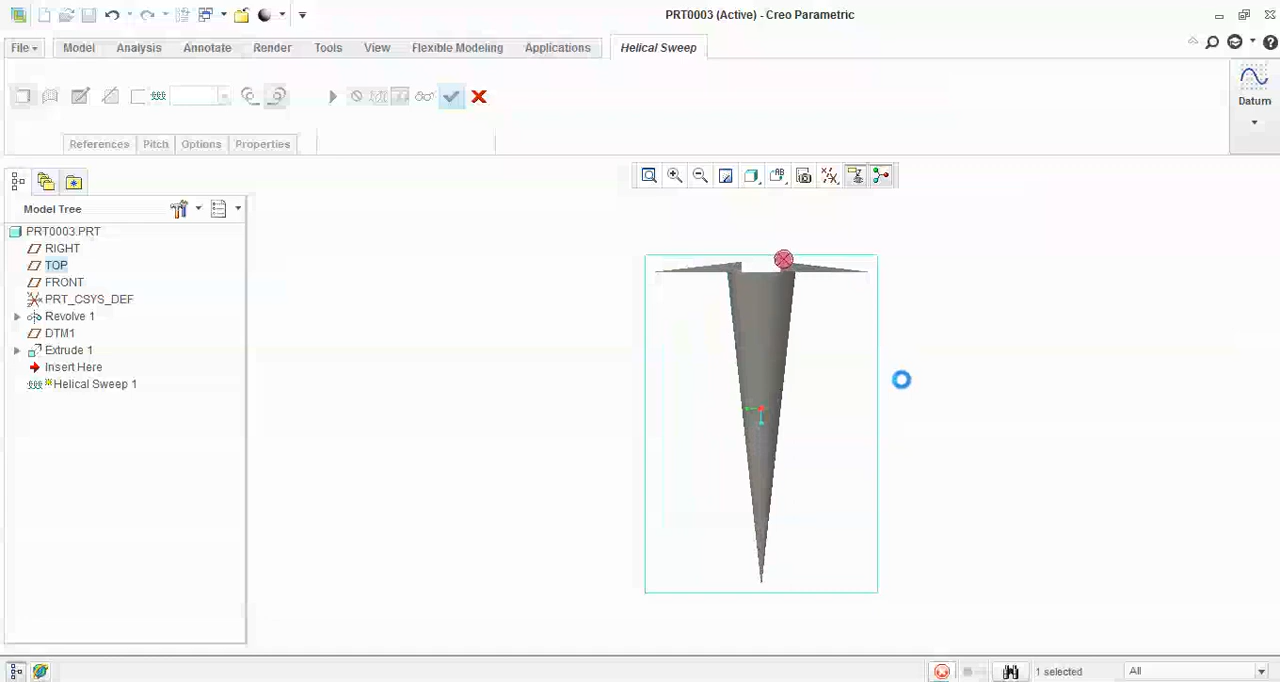 PRT0003 (Active) - Creo Parametric
File Model Analysis Annotate Render Tools View Flexible Modeling Applications Helical Sweep
Datum
References Pitch Options Properties
Model Tree
PRT0003.PRT
RIGHT
TOP
FRONT
PRT_CSYS_DEF
Revolve 1
DTM1
Extrude 1
Insert Here
Helical Sweep 1
1 selected All